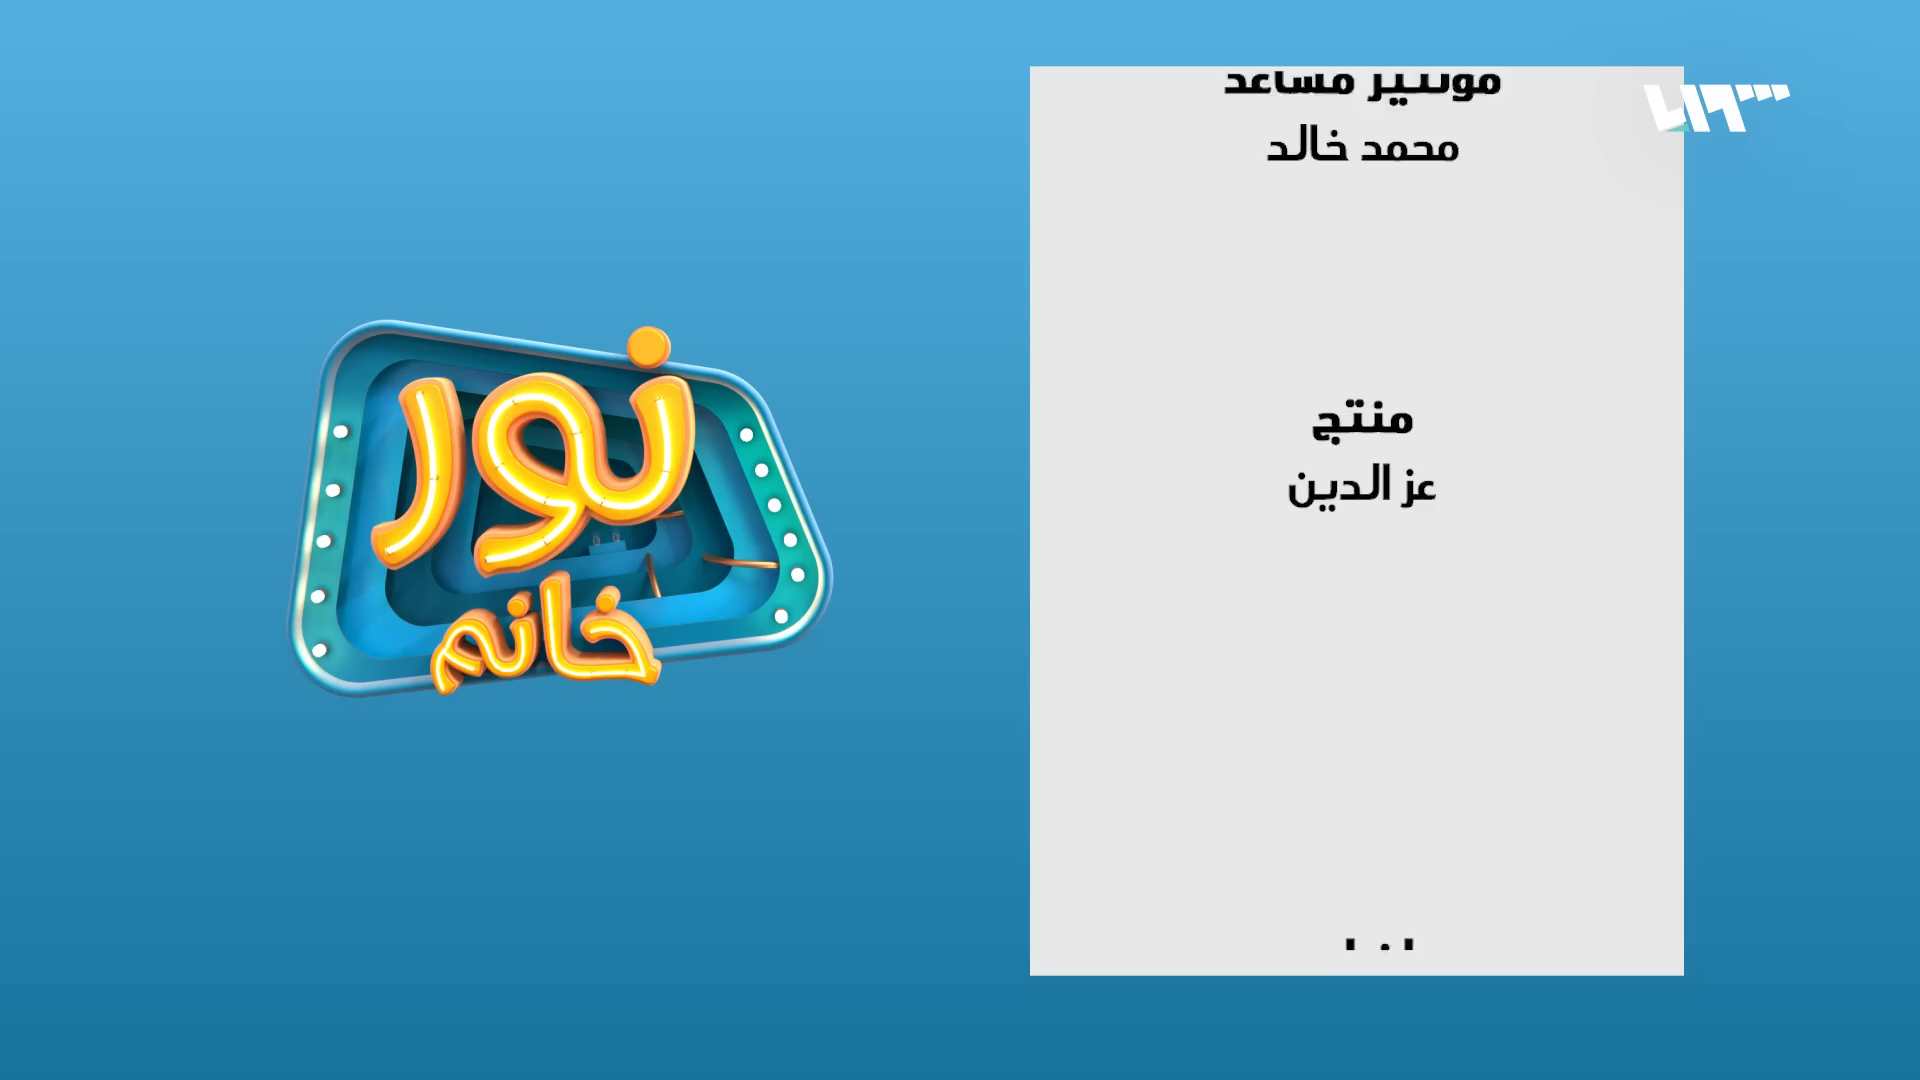 نور
خانم
مونتير مساعد
محمد خالد
منتج
عز الدين